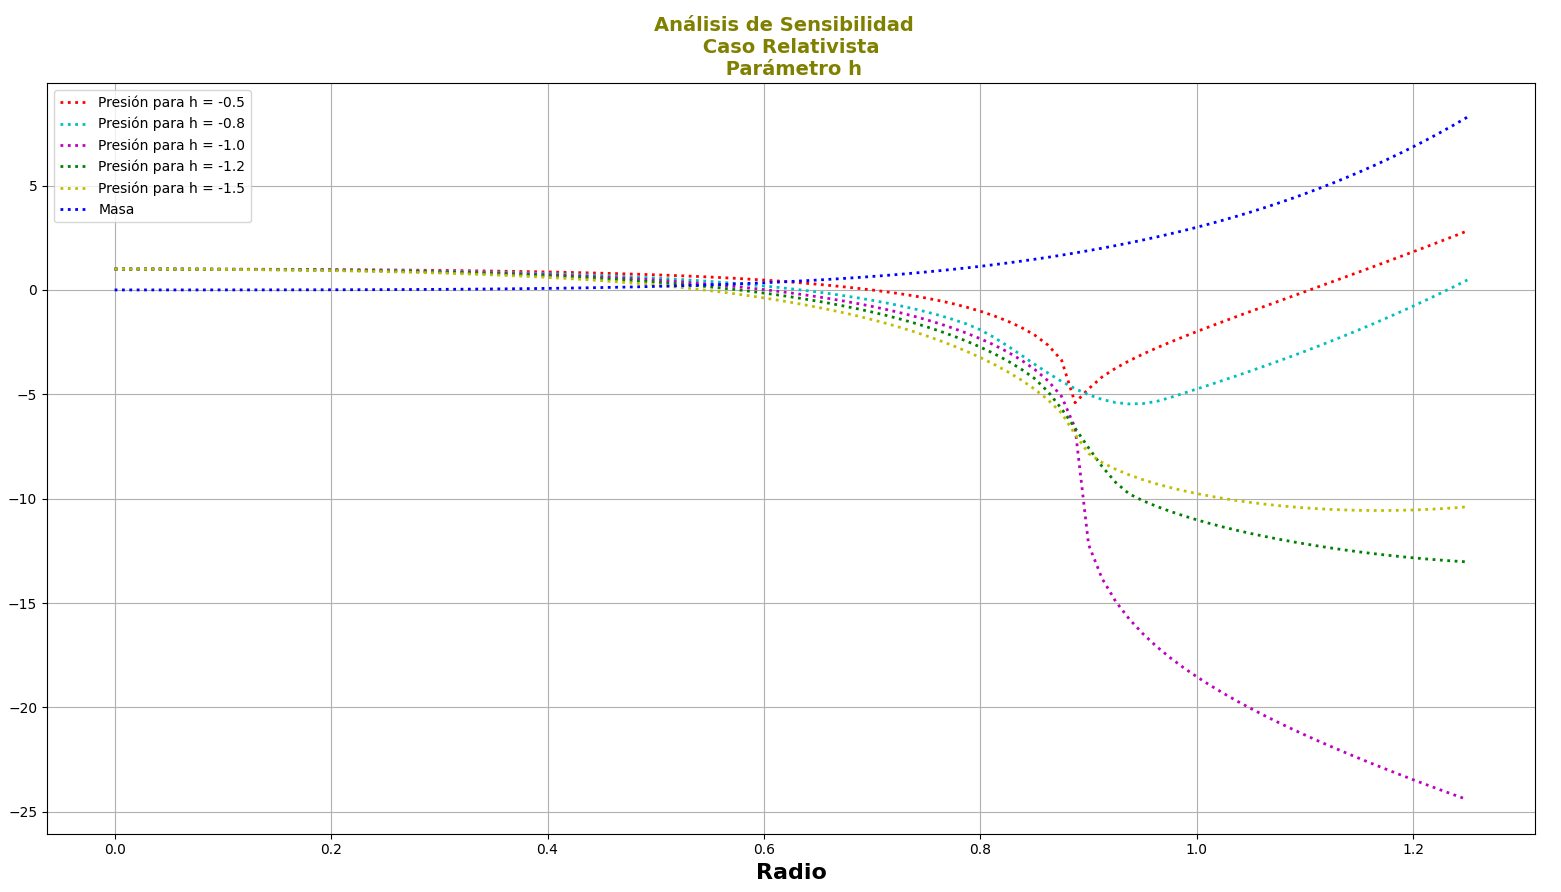 Análisis de Sensibilidad
Caso Relativista
Parámetro h
Presión para h = -0.5
Presión para h = -0.8
Presión para h = -1.0
Presión para h = -1.2
Presión para h = -1.5
Masa
5
0
−5
−10
−15
−20
−25
0.0 0.2 0.4 0.6 0.8 1.0 1.2
Radio